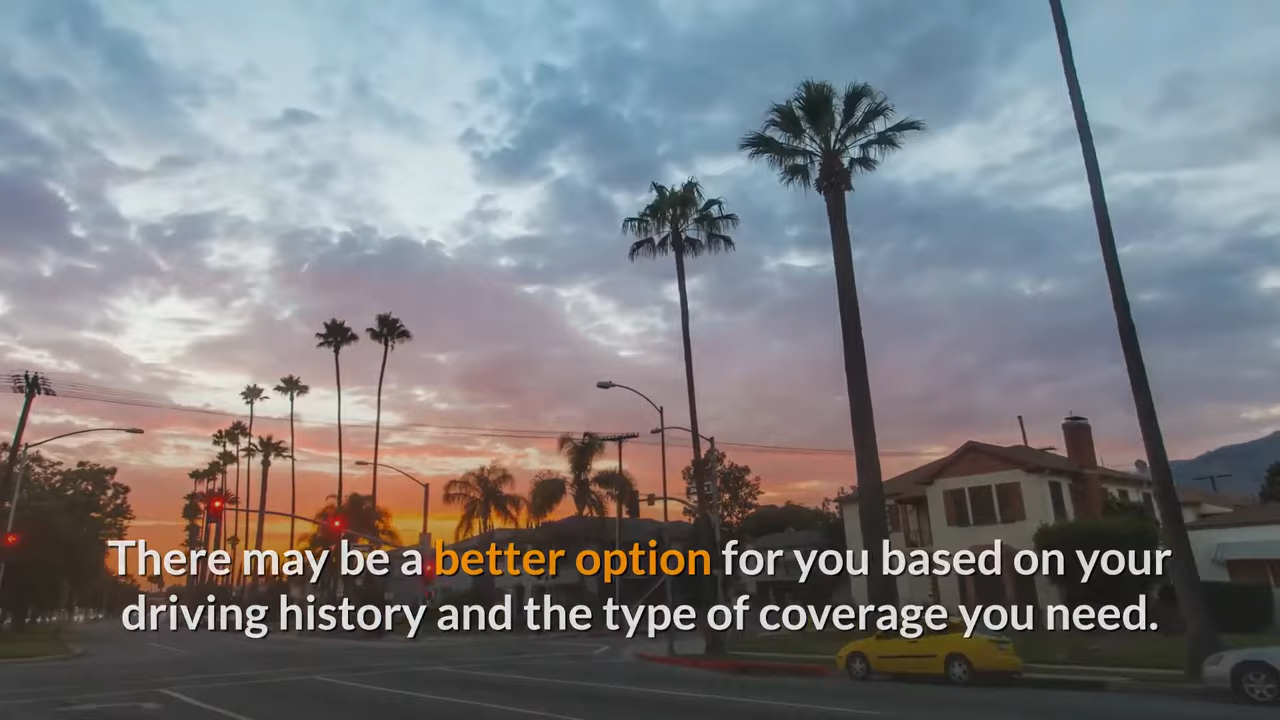 There may be a better option for you based on your
driving history and the type of coverage you need.